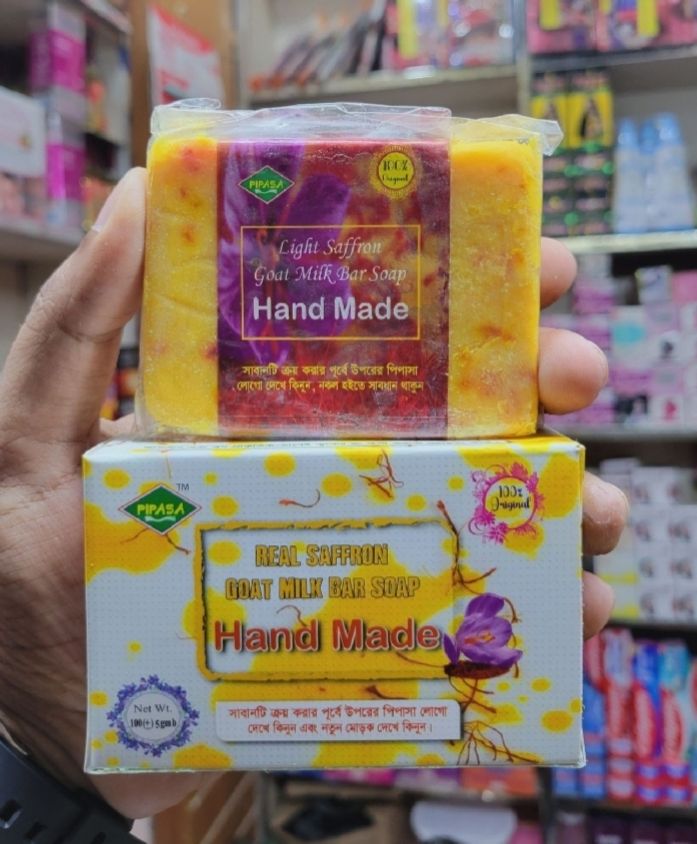 PIPASA
100%
Original
Light Saffron
Goat Milk Bar Soap
Hand Made
সাবানটি ক্রয় করার পূর্বে উপরের পিপাসা
লোগো দেখে কিনুন, নকল হইতে সাবধান থাকুন
TM
PIPASA
100%
Original
REAL SAFFRON
GOAT MILK BAR SOAP
Hand Made
Net Wt.
100(±) 5gm b
সাবানটি ক্রয় করার পূর্বে উপরের পিপাসা লোগো
দেখে কিনুন এবং নতুন মোড়ক দেখে কিনুন।